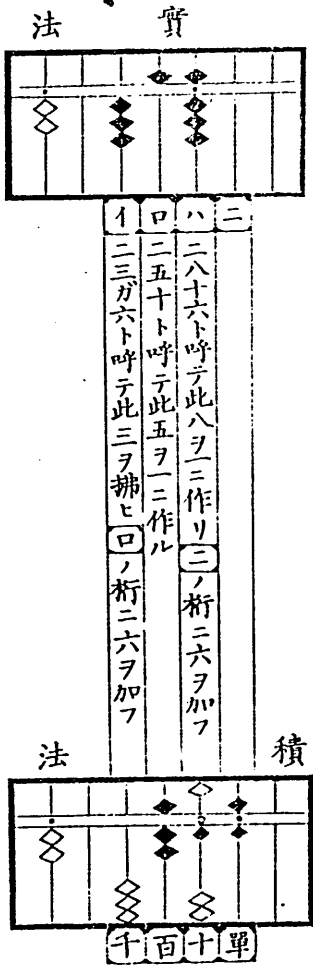 法　實
ニ
ハ 二八十六ト呼テ此八ヲ一ニ作リニノ桁ニ六ヲ加フ
ロ 二五十ト呼テ此五ヲ一ニ作ル
イ 二三ガ六ト呼テ此三ヲ拂ヒロノ桁ニ六ヲ加フ
法　積
千百十單